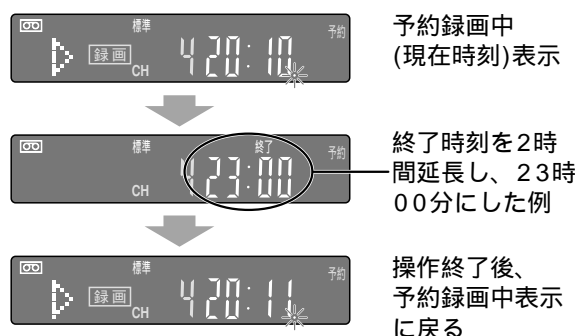 標準
予約
録画
CH
4 20:10
予約録画中
(現在時刻)表示
標準
終了
予約
CH
4 23:00
終了時刻を2時
間延長し、23時
00分にした例
標準
予約
録画
CH
4 20:11
操作終了後、
予約録画中表示
に戻る